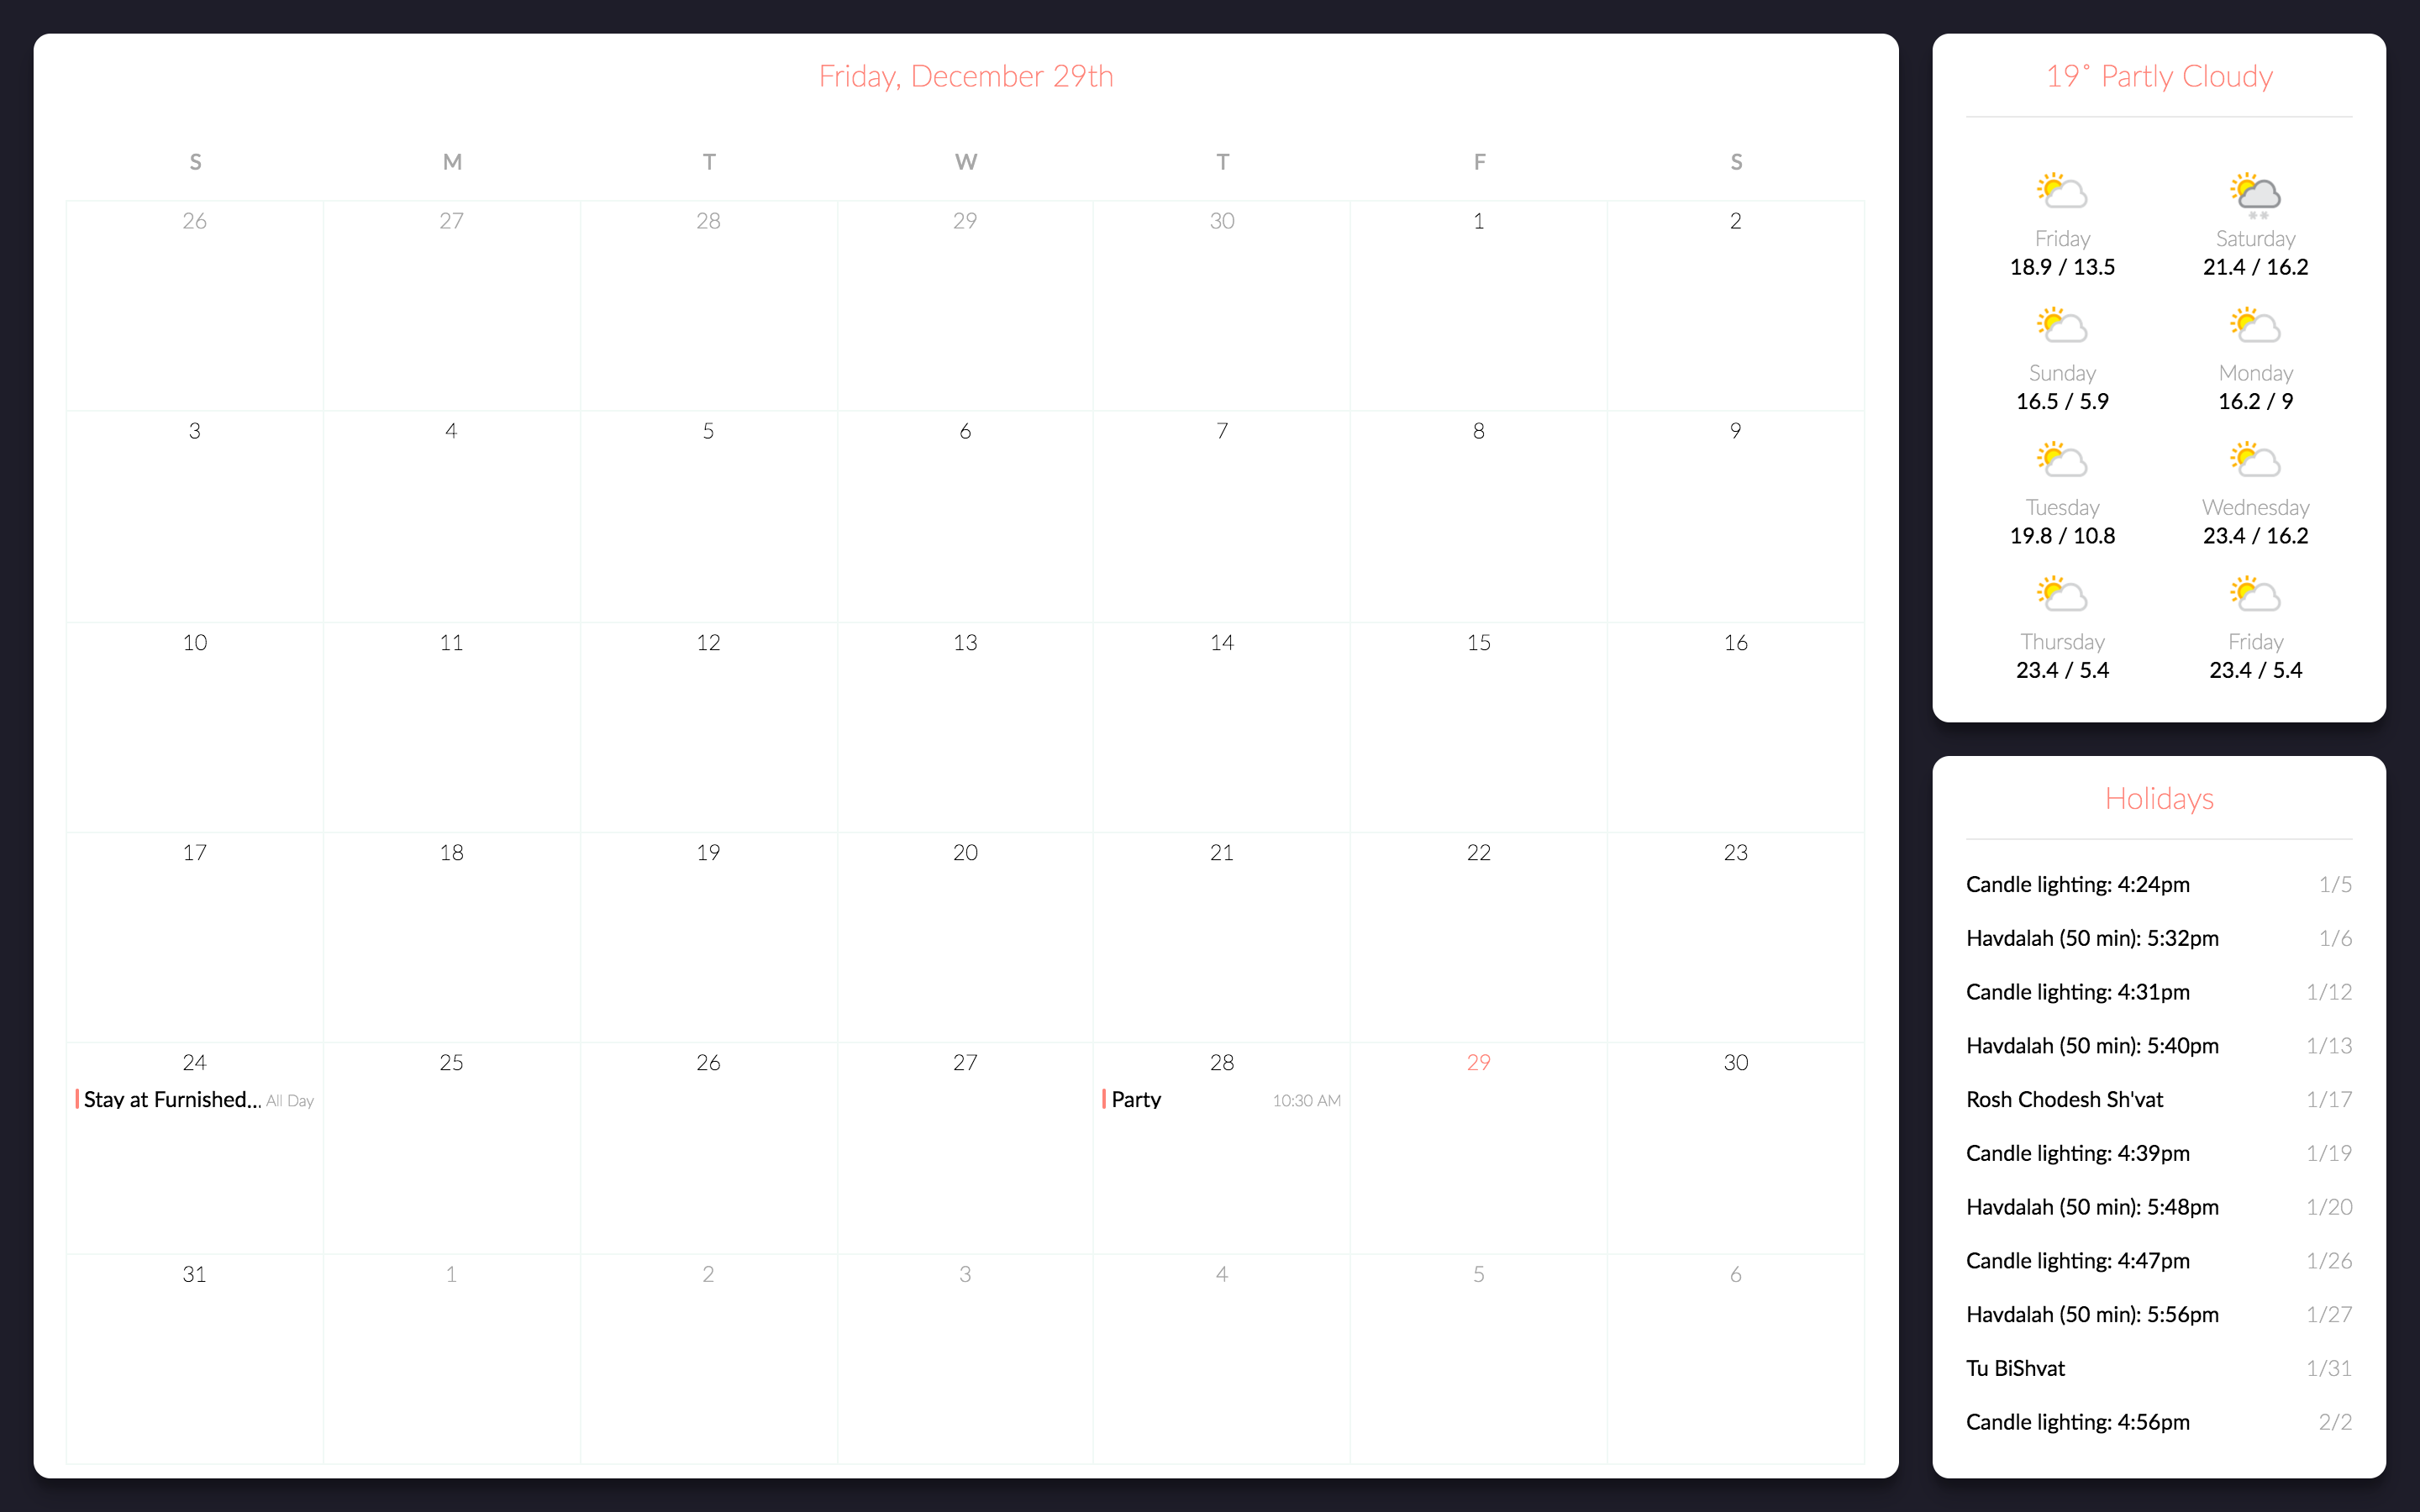 Friday, December 29th
S M T W T F S
26 27 28 29 30 1 2
3 4 5 6 7 8 9
10 11 12 13 14 15 16
17 18 19 20 21 22 23
24 25 26 27 28 29 30
Stay at Furnished... All Day Party 10:30 AM
31 1 2 3 4 5 6
19° Partly Cloudy
Friday Saturday
18.9 / 13.5 21.4 / 16.2
Sunday Monday
16.5 / 5.9 16.2 / 9
Tuesday Wednesday
19.8 / 10.8 23.4 / 16.2
Thursday Friday
23.4 / 5.4 23.4 / 5.4
Holidays
Candle lighting: 4:24pm 1/5
Havdalah (50 min): 5:32pm 1/6
Candle lighting: 4:31pm 1/12
Havdalah (50 min): 5:40pm 1/13
Rosh Chodesh Sh'vat 1/17
Candle lighting: 4:39pm 1/19
Havdalah (50 min): 5:48pm 1/20
Candle lighting: 4:47pm 1/26
Havdalah (50 min): 5:56pm 1/27
Tu BiShvat 1/31
Candle lighting: 4:56pm 2/2